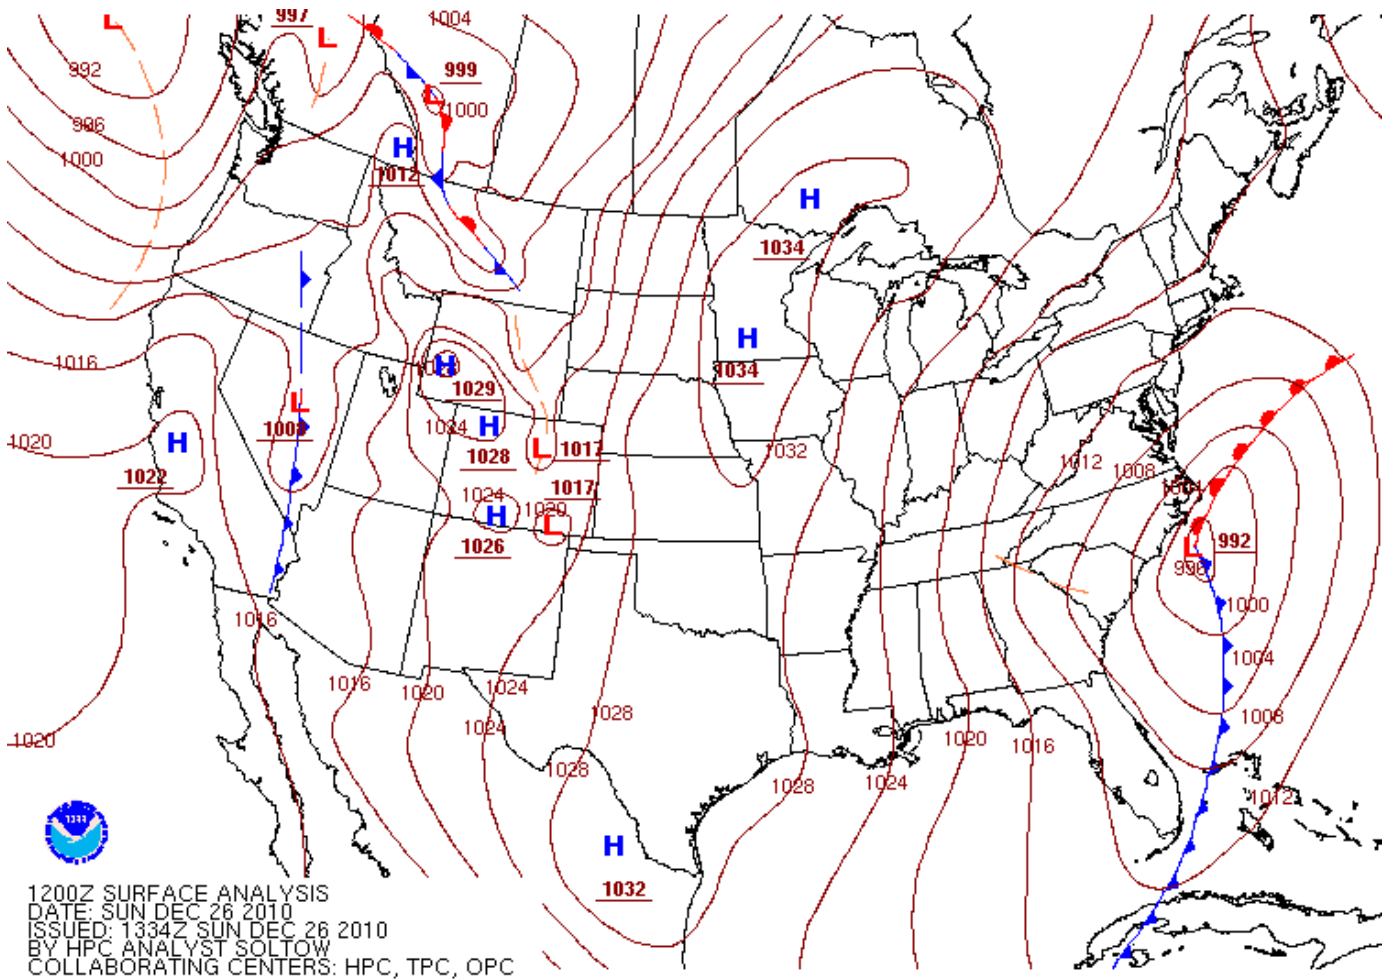 997
1004
992
999
1000
996
1000
H
1012
H
1034
H
1034
1016
H
1029
L
1008
1024
H
1028
L
1017
1020
H
1022
1032
1012
1008
1004
1024
H
1026
1017
1020
L
L
992
996
1000
1016
1004
1016
1020
1024
1028
1008
1024
1020
1016
1020
1028
1028
1024
1012
H
1032
1200Z SURFACE ANALYSIS
DATE: SUN DEC 26 2010
ISSUED: 1334Z SUN DEC 26 2010
BY HPC ANALYST SOLTOW
COLLABORATING CENTERS: HPC, TPC, OPC
L
L
L